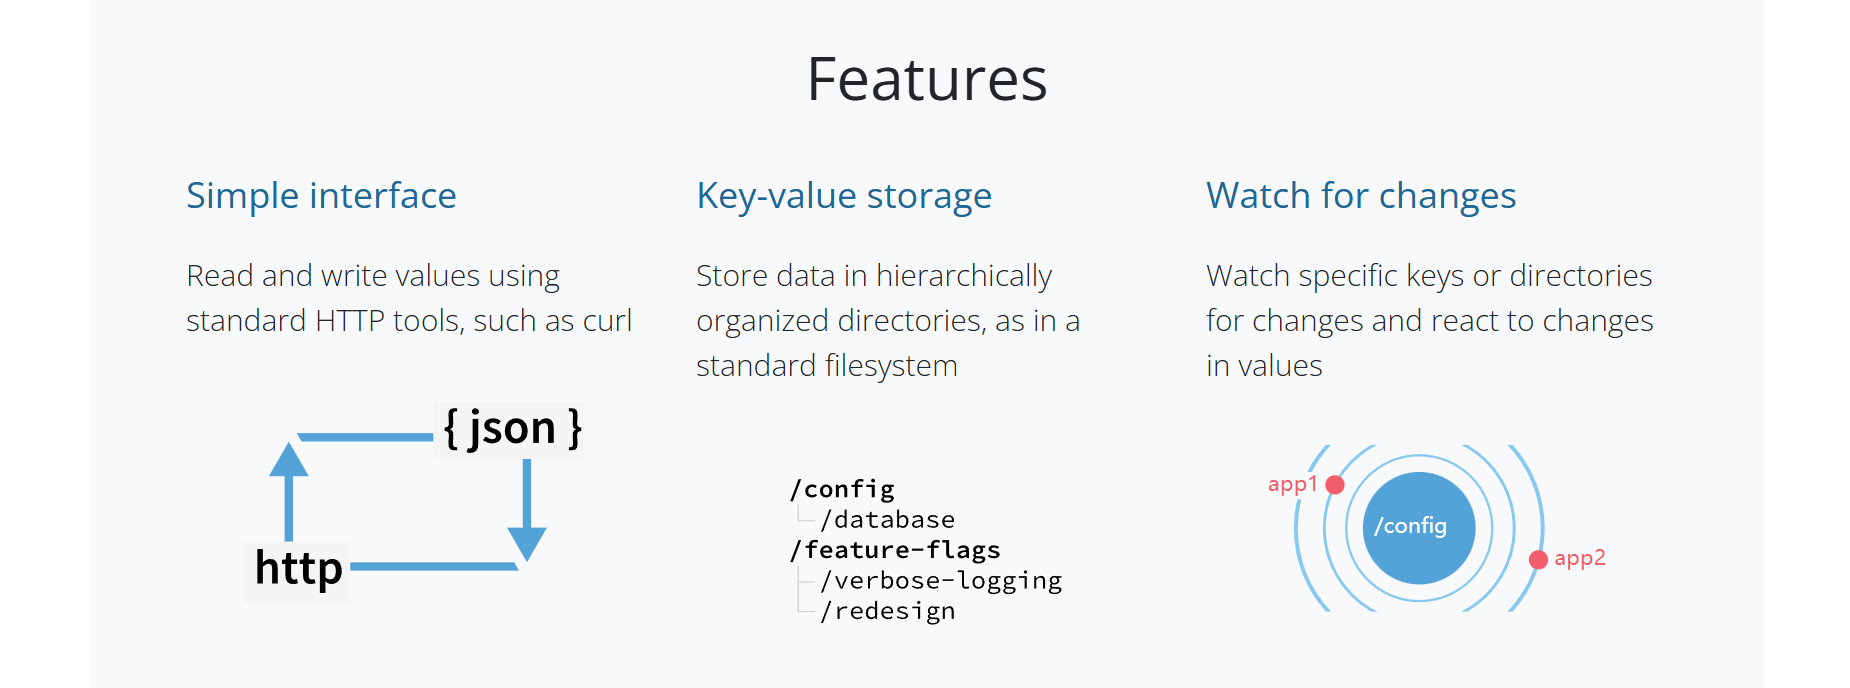 Features
Simple interface
Read and write values using
standard HTTP tools, such as curl
{ json }
http
Key-value storage
Store data in hierarchically
organized directories, as in a
standard filesystem
/config
/database
/feature-flags
/verbose-logging
/redesign
Watch for changes
Watch specific keys or directories
for changes and react to changes
in values
app1
/config
app2